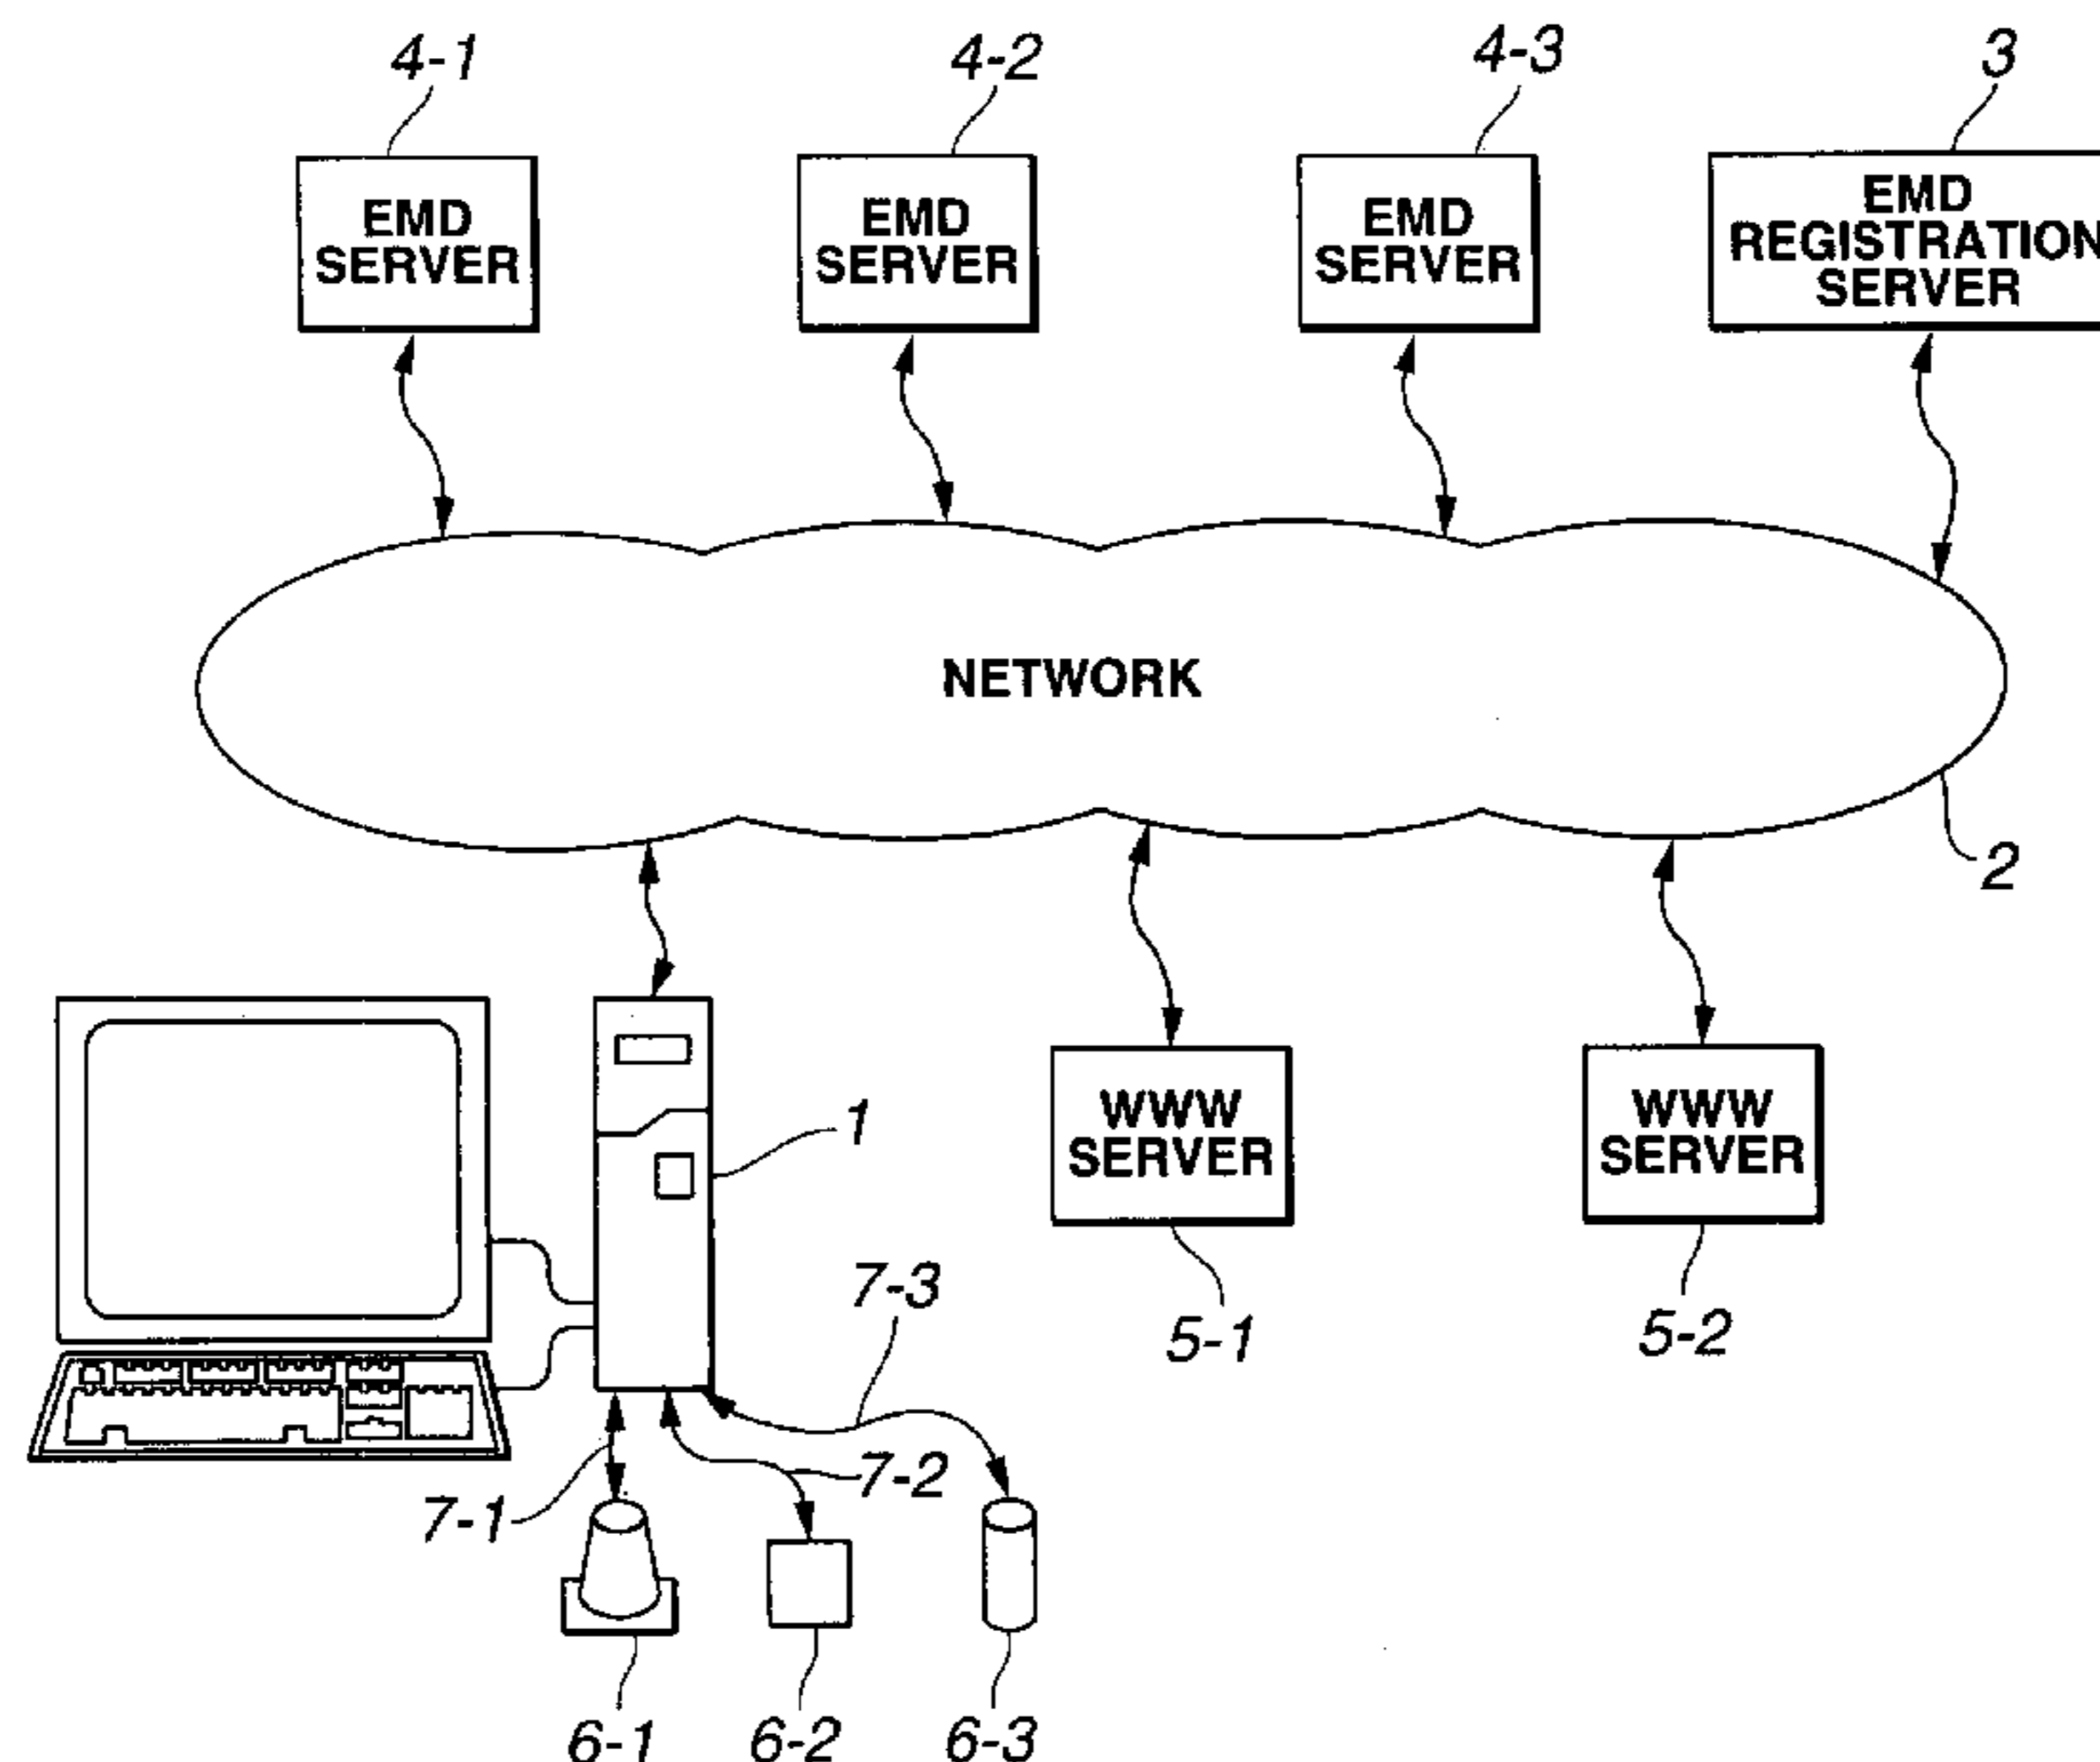 4-1
4-2
4-3
3
EMD
SERVER
EMD
SERVER
EMD
SERVER
EMD
REGISTRATION
SERVER
NETWORK
2
1
WWW
SERVER
WWW
SERVER
7-3
5-1
5-2
7-2
7-1
6-1
6-2
6-3